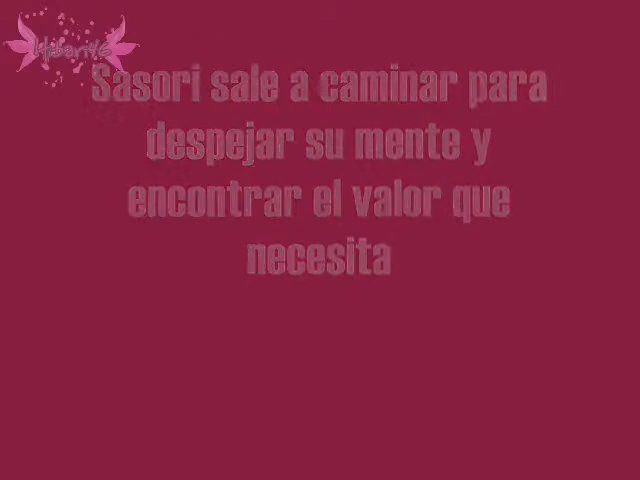 Sasori sale a caminar para
despejar su mente y
encontrar el valor que
necesita